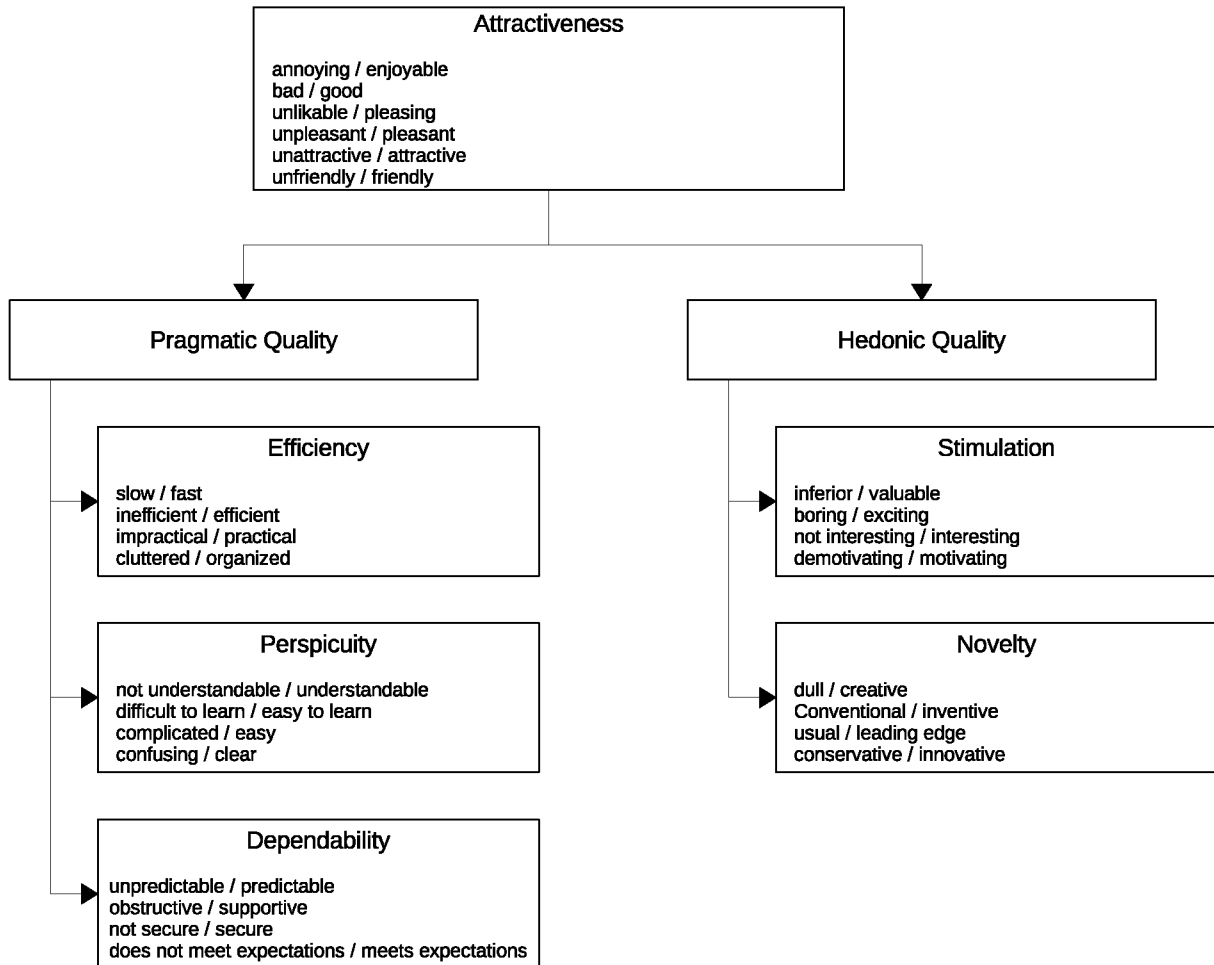 Attractiveness
annoying / enjoyable
bad / good
unlikable / pleasing
unpleasant / pleasant
unattractive / attractive
unfriendly / friendly
Pragmatic Quality
Hedonic Quality
Efficiency
slow / fast
inefficient / efficient
impractical / practical
cluttered / organized
Perspicuity
not understandable / understandable
difficult to learn / easy to learn
complicated / easy
confusing / clear
Dependability
unpredictable / predictable
obstructive / supportive
not secure / secure
does not meet expectations / meets expectations
Stimulation
inferior / valuable
boring / exciting
not interesting / interesting
demotivating / motivating
Novelty
dull / creative
Conventional / inventive
usual / leading edge
conservative / innovative